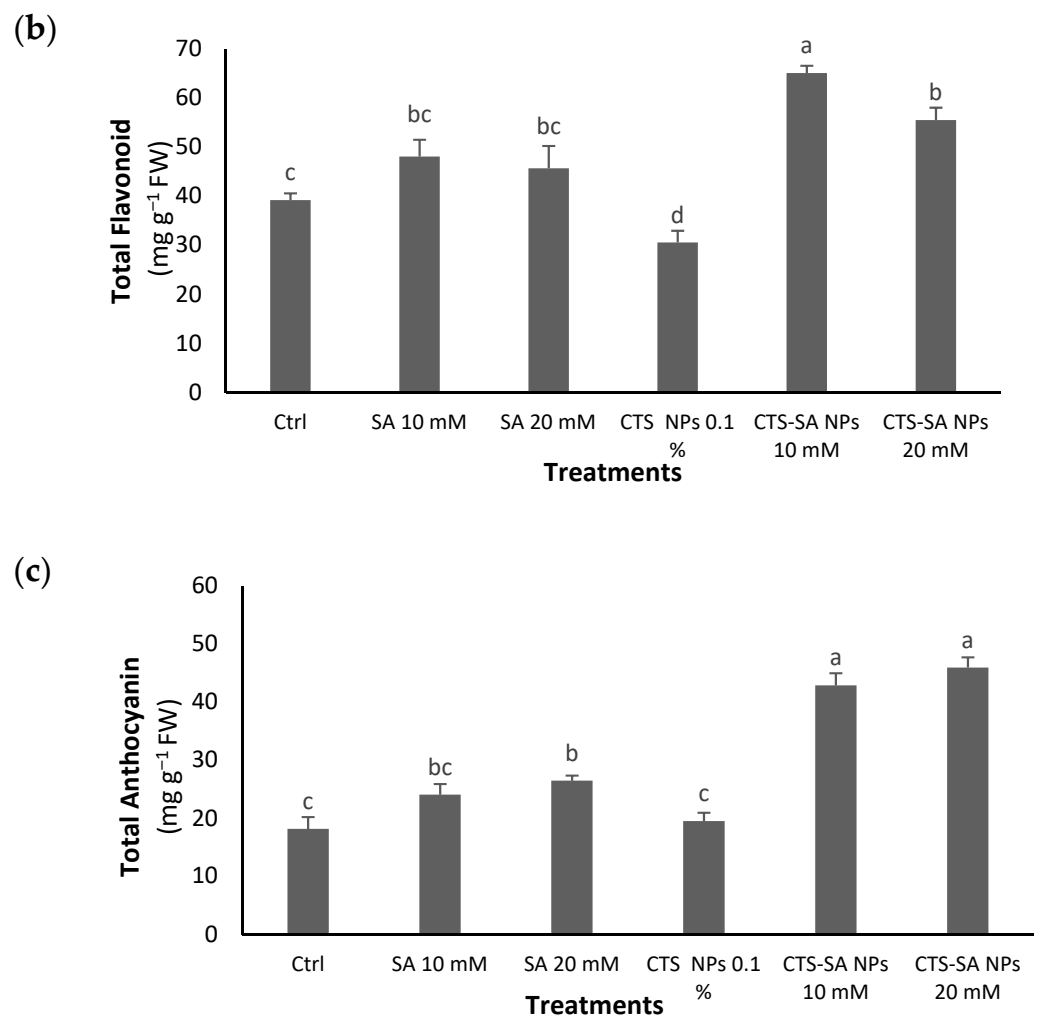 (b)
Total Flavonoid
(mg g⁻¹ FW)
70
60
50
40
30
20
10
0
c
bc
bc
d
a
b
Ctrl
SA 10 mM
SA 20 mM
CTS NPs 0.1
%
CTS-SA NPs
10 mM
CTS-SA NPs
20 mM
Treatments
(c)
Total Anthocyanin
(mg g⁻¹ FW)
60
50
40
30
20
10
0
c
bc
b
c
a
a
Ctrl
SA 10 mM
SA 20 mM
CTS NPs 0.1
%
CTS-SA NPs
10 mM
CTS-SA NPs
20 mM
Treatments